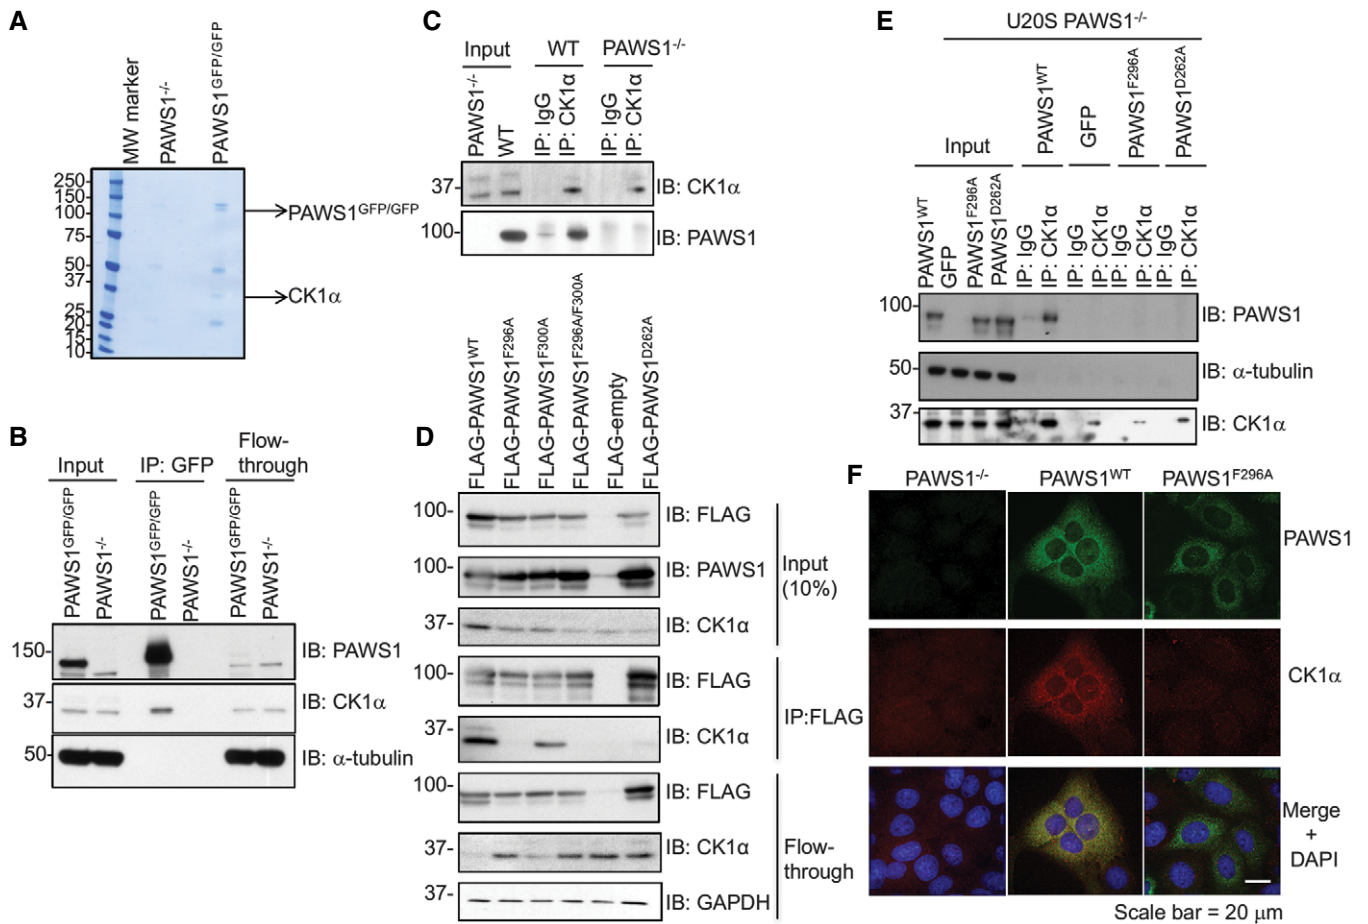 A
MW marker
PAWS1-/-
PAWS1GFP/GFP
250
150
100
75
50
37
25
20
15
10
PAWS1GFP/GFP
CK1α
B
Input
IP: GFP
Flow-
through
PAWS1GFP/GFP
PAWS1-/-
PAWS1GFP/GFP
PAWS1-/-
PAWS1GFP/GFP
PAWS1-/-
150
IB: PAWS1
37
IB: CK1α
50
IB: α-tubulin
C
Input
WT
PAWS1-/-
PAWS1-/-
WT
IP: IgG
IP: CK1α
IP: IgG
IP: CK1α
37
IB: CK1α
100
IB: PAWS1
D
FLAG-PAWS1WT
FLAG-PAWS1F296A
FLAG-PAWS1F300A
FLAG-PAWS1F296A/F300A
FLAG-empty
FLAG-PAWS1D262A
100-
IB: FLAG
100-
IB: PAWS1
37-
IB: CK1α
Input
(10%)
100-
IB: FLAG
37-
IB: CK1α
IP:FLAG
100-
IB: FLAG
37-
IB: CK1α
37-
IB: GAPDH
Flow-
through
E
U20S PAWS1-/-
Input
PAWS1WT
GFP
PAWS1F296A
PAWS1D262A
PAWS1WT
GFP
PAWS1F296A
PAWS1D262A
IP: IgG
IP: CK1α
IP: IgG
IP: CK1α
IP: IgG
IP: CK1α
IP: IgG
IP: CK1α
100
IB: PAWS1
50-
IB: α-tubulin
37
IB: CK1α
F
PAWS1-/-
PAWS1WT
PAWS1F296A
PAWS1
CK1α
Merge
+
DAPI
Scale bar = 20 μm